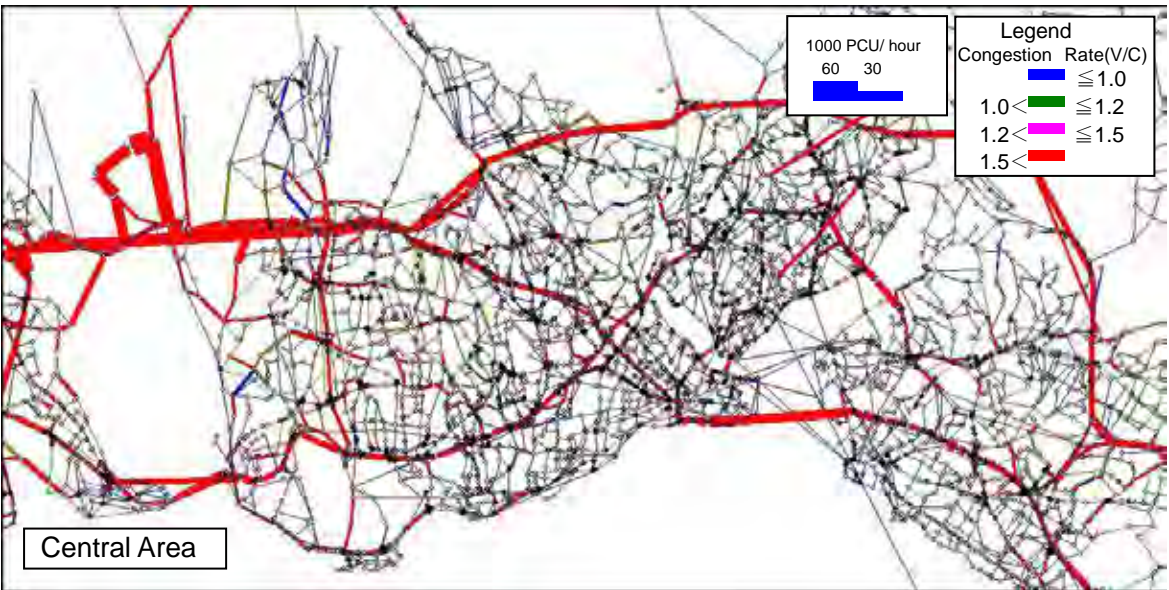 1000 PCU/ hour
60 30
Legend
Congestion Rate(V/C)
≦1.0
1.0< ≦1.2
1.2< ≦1.5
1.5<
Central Area